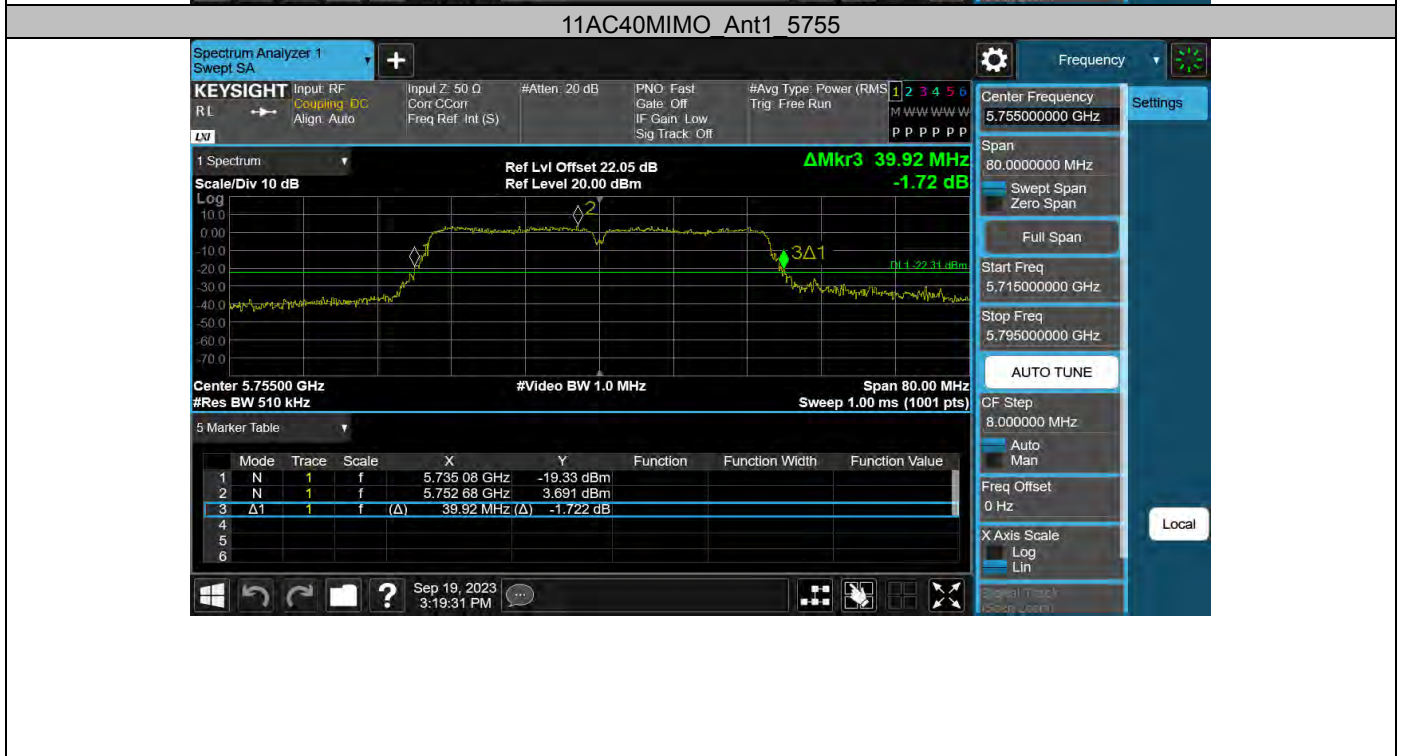 11AC40MIMO_Ant1_5755
Spectrum Analyzer 1
Swept SA
+
Frequency
KEYSIGHT
RL
LXI
Input: RF
Coupling: DC
Align: Auto
Input Z: 50 Ω
Corr CCorr
Freq Ref: Int (S)
#Atten: 20 dB
PNO: Fast
Gate: Off
IF Gain: Low
Sig Track: Off
#Avg Type: Power (RMS
Trig: Free Run
1 2 3 4 5 6
M W W W W W
P P P P P P
Center Frequency
5.755000000 GHz
Settings
1 Spectrum
Ref Lvl Offset 22.05 dB
ΔMkr3 39.92 MHz
Scale/Div 10 dB
Ref Level 20.00 dBm
-1.72 dB
Log
10.0
0.00
-10.0
-20.0
-30.0
-40.0
-50.0
-60.0
-70.0
2
3Δ1
DL1 -22.31 dBm
Span
80.0000000 MHz
Swept Span
Zero Span
Full Span
Start Freq
5.715000000 GHz
Stop Freq
5.795000000 GHz
AUTO TUNE
Center 5.75500 GHz
#Video BW 1.0 MHz
Span 80.00 MHz
#Res BW 510 kHz
Sweep 1.00 ms (1001 pts)
CF Step
8.000000 MHz
Auto
Man
Freq Offset
0 Hz
X Axis Scale
Log
Lin
Local
5 Marker Table
Mode Trace Scale X Y Function Function Width Function Value
1 N 1 f 5.735 08 GHz -19.33 dBm
2 N 1 f 5.752 68 GHz 3.691 dBm
3 Δ1 1 f (Δ) 39.92 MHz (Δ) -1.722 dB
4
5
6
?
Sep 19, 2023
3:19:31 PM
Signal Track
(Span Zoom)